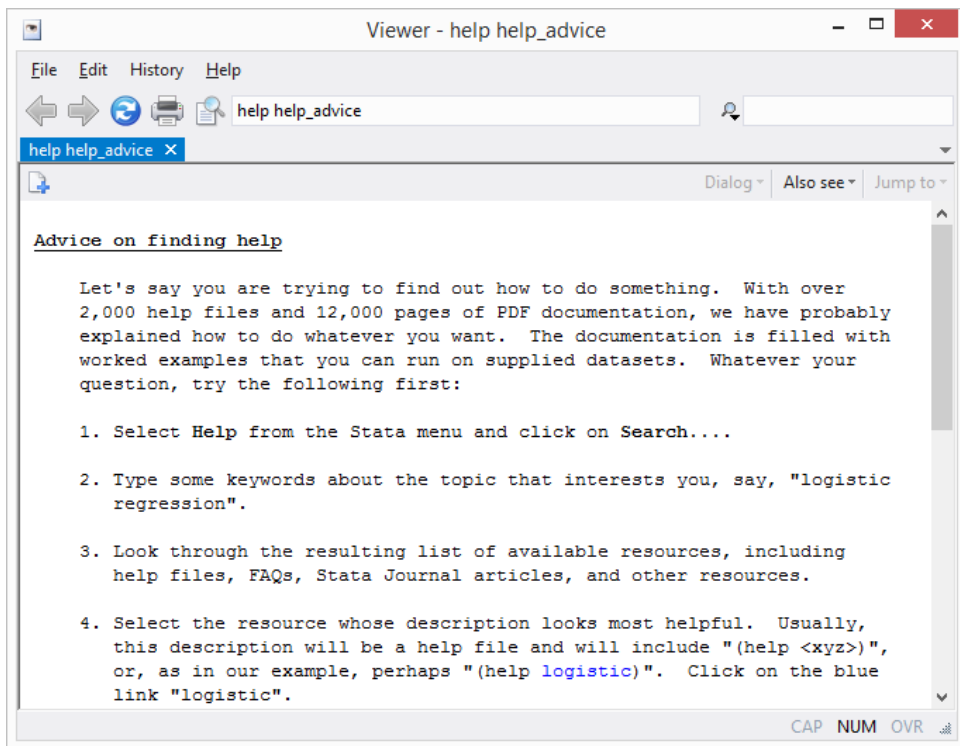 Viewer - help help_advice
File Edit History Help
help help_advice
help help_advice
Dialog Also see Jump to
Advice on finding help
Let's say you are trying to find out how to do something.  With over
2,000 help files and 12,000 pages of PDF documentation, we have probably
explained how to do whatever you want.  The documentation is filled with
worked examples that you can run on supplied datasets.  Whatever your
question, try the following first:
1. Select Help from the Stata menu and click on Search....
2. Type some keywords about the topic that interests you, say, "logistic
regression".
3. Look through the resulting list of available resources, including
help files, FAQs, Stata Journal articles, and other resources.
4. Select the resource whose description looks most helpful.  Usually,
this description will be a help file and will include "(help <xyz>)",
or, as in our example, perhaps "(help logistic)".  Click on the blue
link "logistic".
CAP NUM OVR